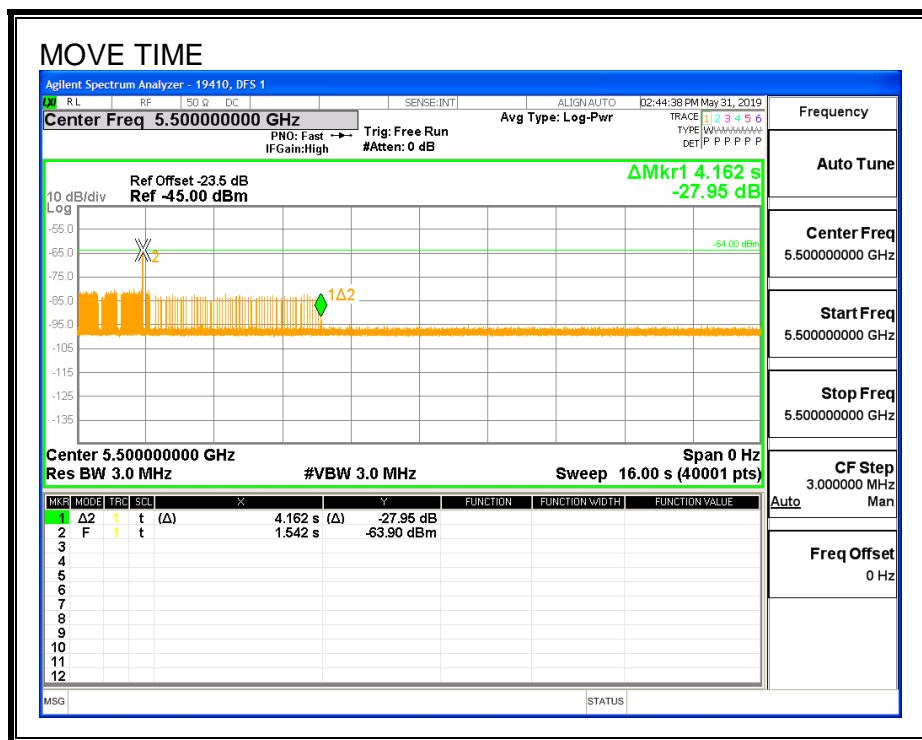 MOVE TIME
Agilent Spectrum Analyzer - 19410, DFS 1
LXI RL RF 50 Ω DC SENSE:INT ALIGN AUTO 02:44:38 PM May 31, 2019
Center Freq 5.500000000 GHz
PNO: Fast
IFGain:High
Trig: Free Run
#Atten: 0 dB
Avg Type: Log-Pwr
TRACE 1 2 3 4 5 6
TYPE WWWWWWW
DET P P P P P P
Ref Offset -23.5 dB
10 dB/div Ref -45.00 dBm
Log
ΔMkr1 4.162 s
-27.95 dB
-55.0
-64.00 dBm
-65.0
2
-75.0
-85.0
1Δ2
-95.0
-105
-115
-125
-135
Center 5.500000000 GHz Span 0 Hz
Res BW 3.0 MHz #VBW 3.0 MHz Sweep 16.00 s (40001 pts)
MKR MODE TRC SCL X Y FUNCTION FUNCTION WIDTH FUNCTION VALUE
1 Δ2 1 t (Δ) 4.162 s (Δ) -27.95 dB
2 F 1 t 1.542 s -63.90 dBm
3
4
5
6
7
8
9
10
11
12
MSG STATUS
Frequency
Auto Tune
Center Freq
5.500000000 GHz
Start Freq
5.500000000 GHz
Stop Freq
5.500000000 GHz
CF Step
3.000000 MHz
Auto Man
Freq Offset
0 Hz